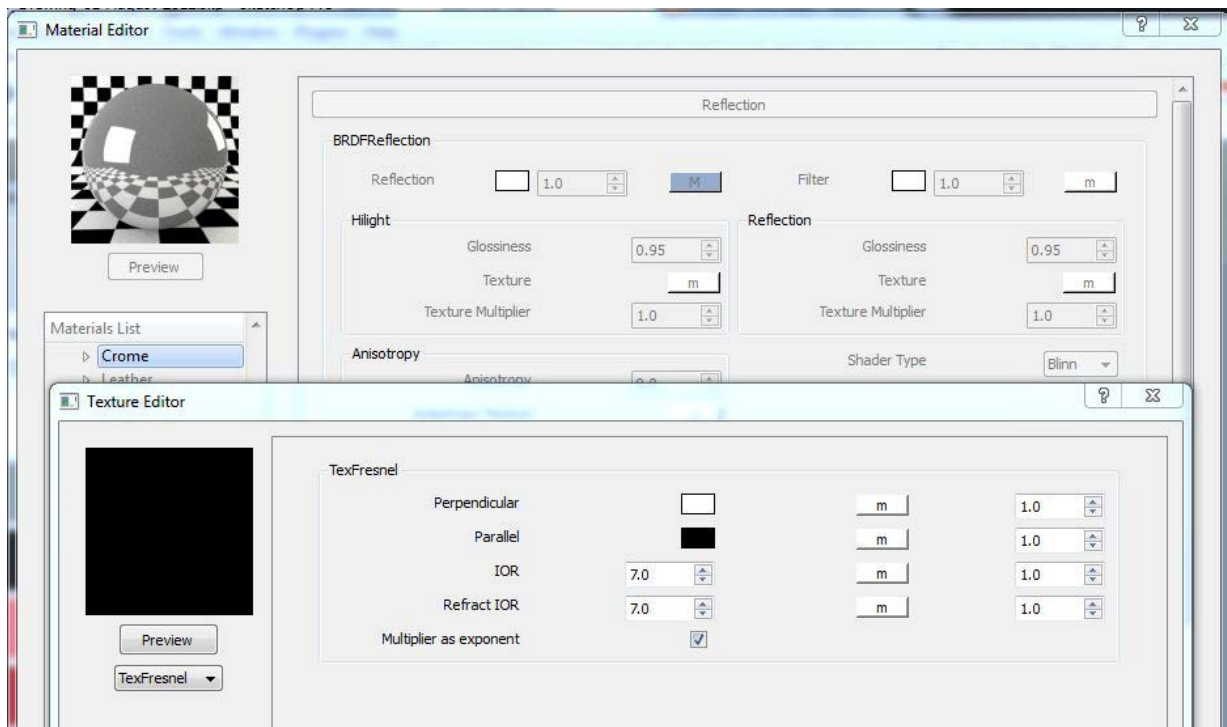 Material Editor
Reflection
BRDFReflection
Reflection 1.0 M Filter 1.0 m
Hilight Reflection
Glossiness 0.95 Glossiness 0.95
Texture m Texture m
Texture Multiplier 1.0 Texture Multiplier 1.0
Preview
Materials List
Crome
Leather
Anisotropy Shader Type Blinn
Anisotropy
Texture Editor
TexFresnel
Perpendicular m 1.0
Parallel m 1.0
IOR 7.0 m 1.0
Refract IOR 7.0 m 1.0
Multiplier as exponent
Preview
TexFresnel